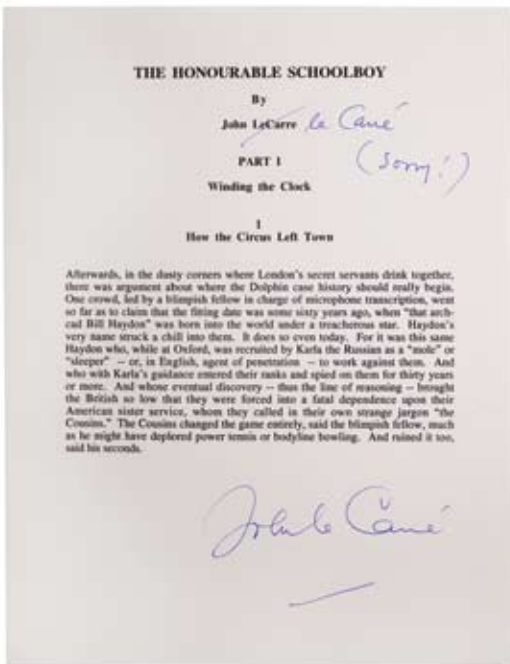 THE HONOURABLE SCHOOLBOY
By
John LeCarre le Carré
(Sorry!)
PART 1
Winding the Clock
1
How the Circus Left Town
Afterwards, in the dusty corners where London's secret servants drink together,
there was argument about where the Dolphin case history should really begin.
One crowd, led by a blimpish fellow in charge of microphone transcription, went
so far as to claim that the fitting date was some sixty years ago, when "that arch-
cad Bill Haydon" was born into the world under a treacherous star. Haydon's
very name struck a chill into them. It does so even today. For it was this same
Haydon who, while at Oxford, was recruited by Karla the Russian as a "mole" or
"sleeper" -- or, in English, agent of penetration -- to work against them. And
who with Karla's guidance entered their ranks and spied on them for thirty years
or more. And whose eventual discovery -- thus the line of reasoning -- brought
the British so low that they were forced into a fatal dependence upon their
American sister service, whom they called in their own strange jargon "the
Cousins." The Cousins changed the game entirely, said the blimpish fellow, much
as he might have deplored power tennis or bodyline bowling. And ruined it too,
said his seconds.
John le Carré